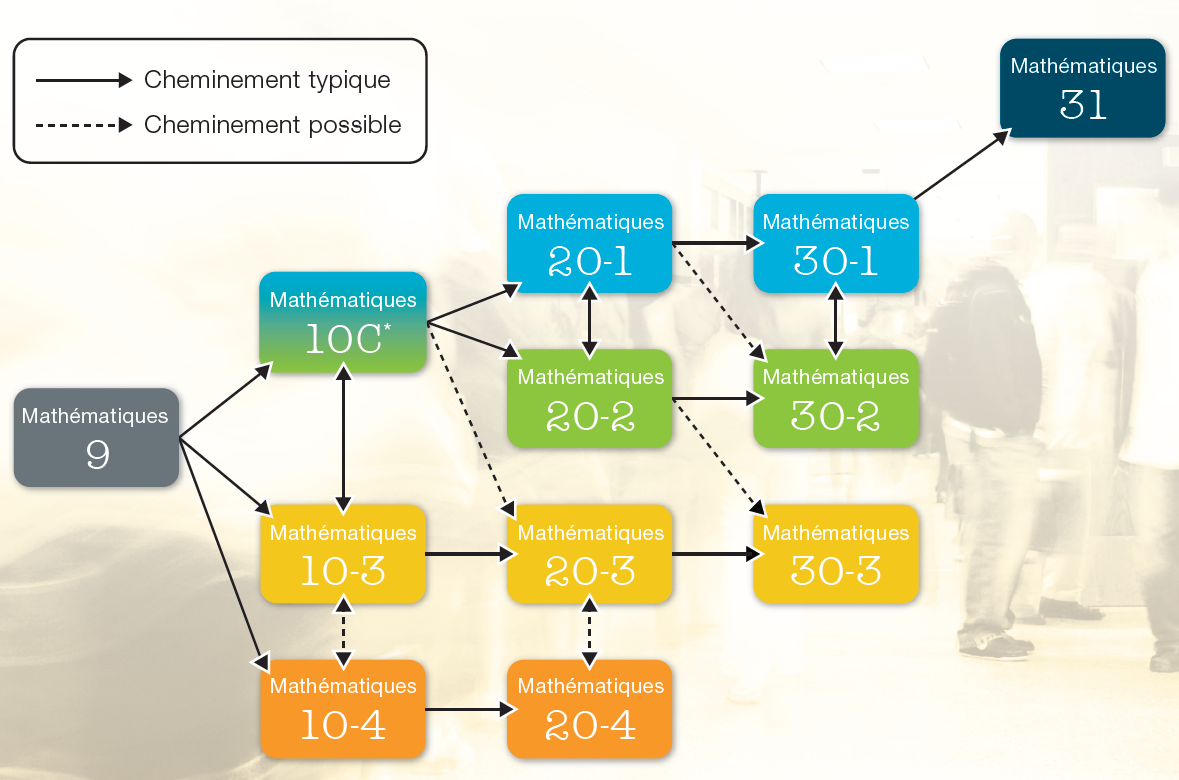 Cheminement typique
Cheminement possible
Mathématiques
31
Mathématiques
20-1
Mathématiques
30-1
Mathématiques
10C*
Mathématiques
20-2
Mathématiques
30-2
Mathématiques
9
Mathématiques
10-3
Mathématiques
20-3
Mathématiques
30-3
Mathématiques
10-4
Mathématiques
20-4